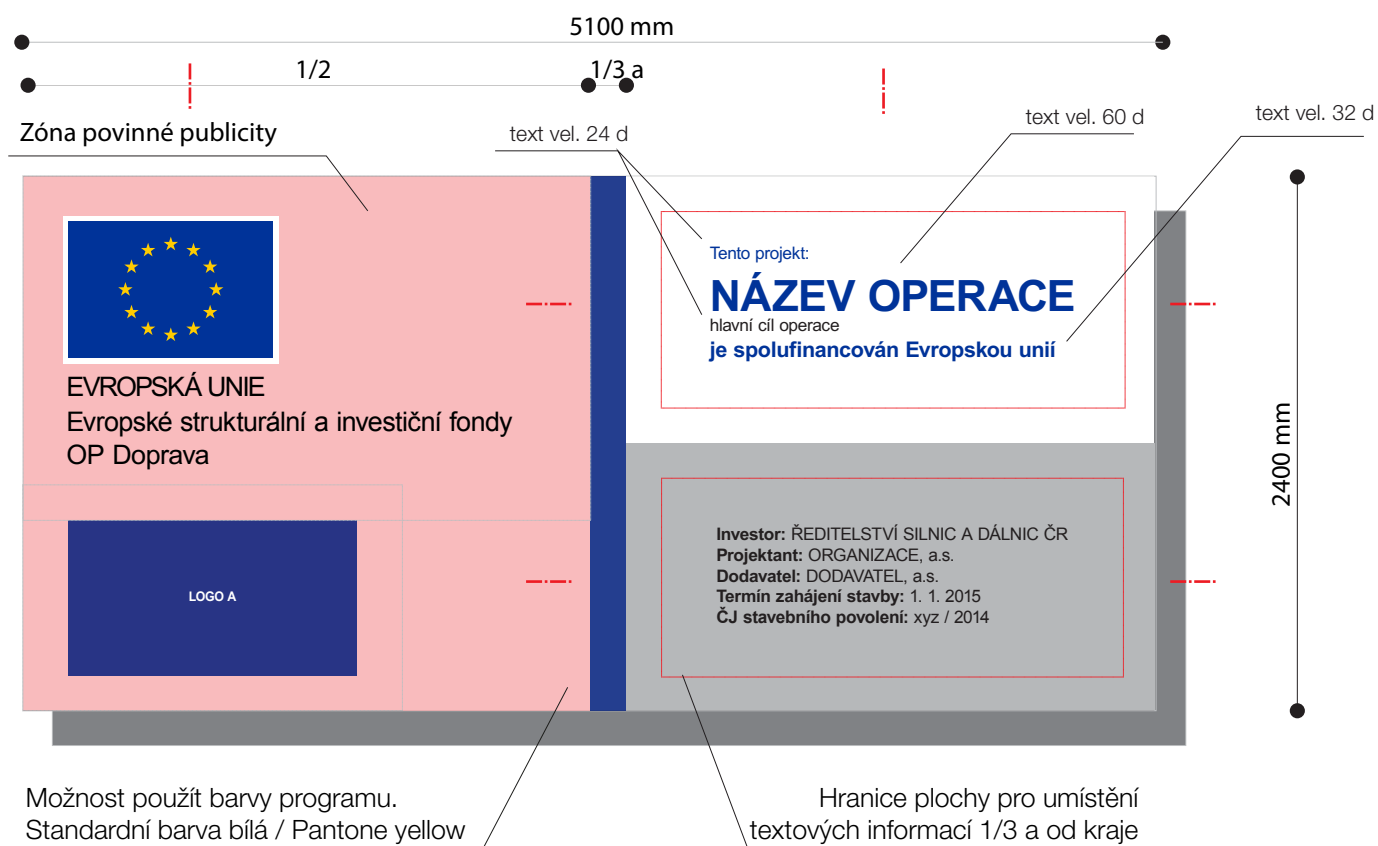 5100 mm
1/2
1/3 a
Zóna povinné publicity
text vel. 24 d
text vel. 60 d
text vel. 32 d
EVROPSKÁ UNIE
Evropské strukturální a investiční fondy
OP Doprava
LOGO A
Tento projekt:
NÁZEV OPERACE
hlavní cíl operace
je spolufinancován Evropskou unií
Investor: ŘEDITELSTVÍ SILNIC A DÁLNIC ČR
Projektant: ORGANIZACE, a.s.
Dodavatel: DODAVATEL, a.s.
Termín zahájení stavby: 1. 1. 2015
ČJ stavebního povolení: xyz / 2014
2400 mm
Možnost použít barvy programu.
Standardní barva bílá / Pantone yellow
Hranice plochy pro umístění
textových informací 1/3 a od kraje